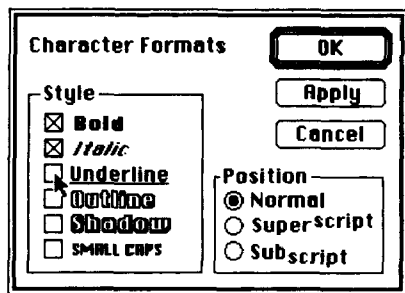 Character Formats
OK
Apply
Cancel
Style
Bold
Italic
Underline
Outline
Shadow
SMALL CAPS
Position
Normal
Superscript
Subscript